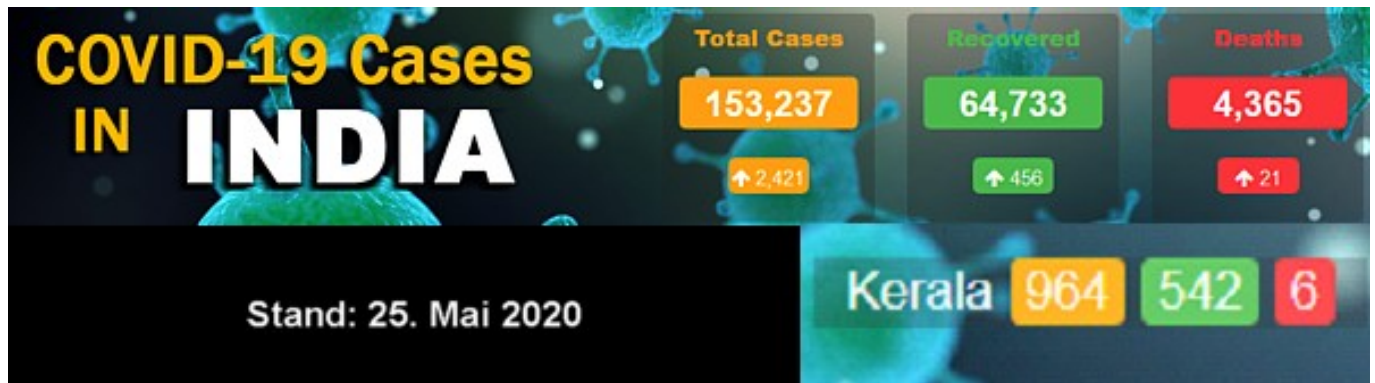 COVID-19 Cases
IN INDIA
Total Cases Recovered Deaths
153,237 64,733 4,365
2,421 456 21
Stand: 25. Mai 2020
Kerala 964 542 6